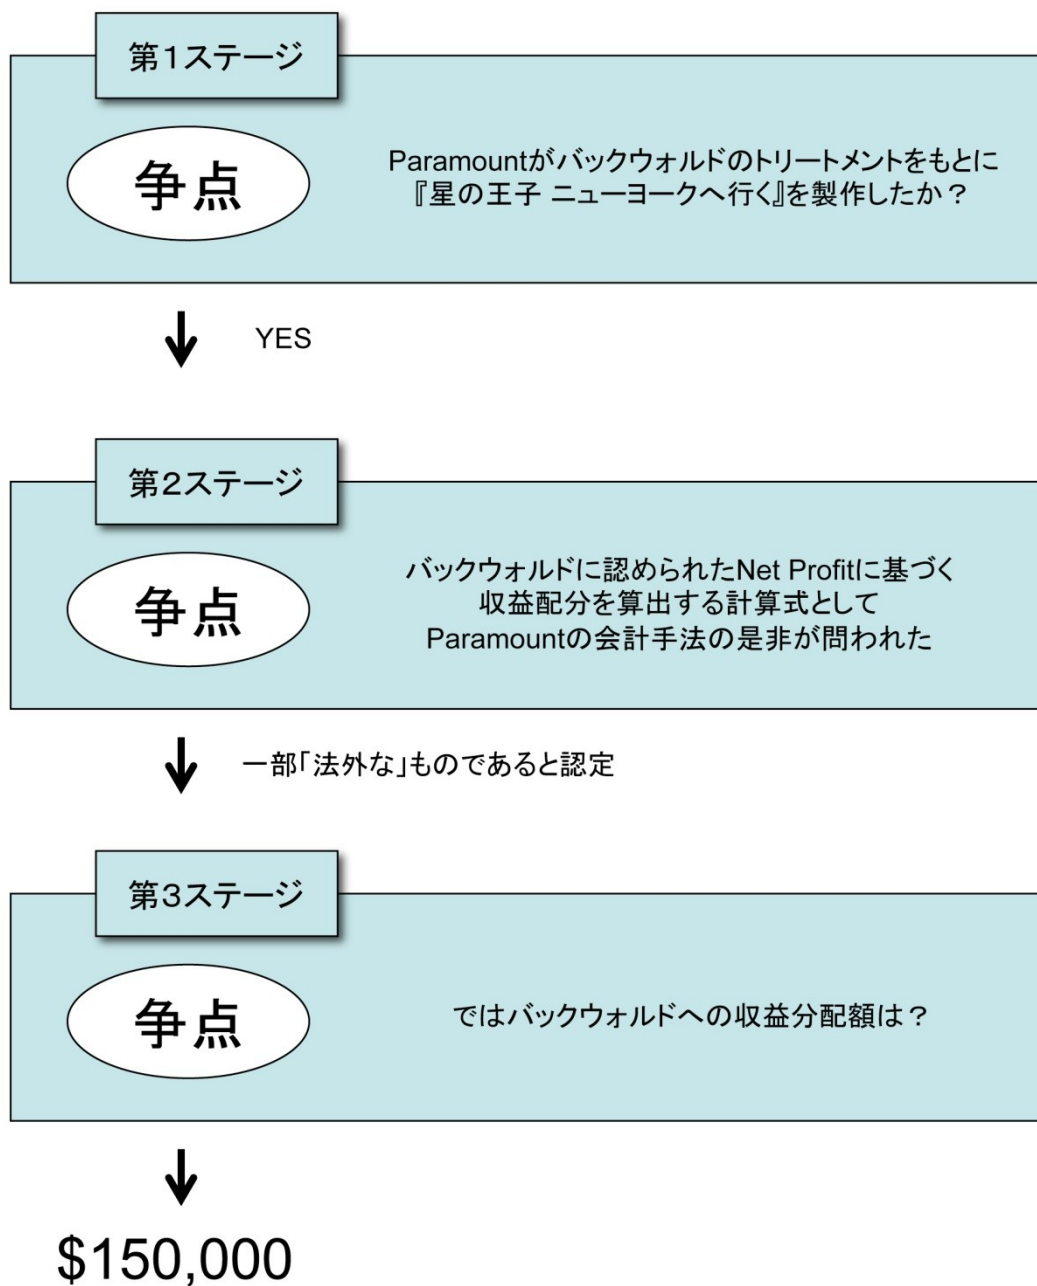 第1ステージ
争点
Paramountがバックウォルドのトリートメントをもとに
『星の王子 ニューヨークへ行く』を製作したか？
YES
第2ステージ
争点
バックウォルドに認められたNet Profitに基づく
収益配分を算出する計算式として
Paramountの会計手法の是非が問われた
一部「法外な」ものであると認定
第3ステージ
争点
ではバックウォルドへの収益分配額は？
$150,000